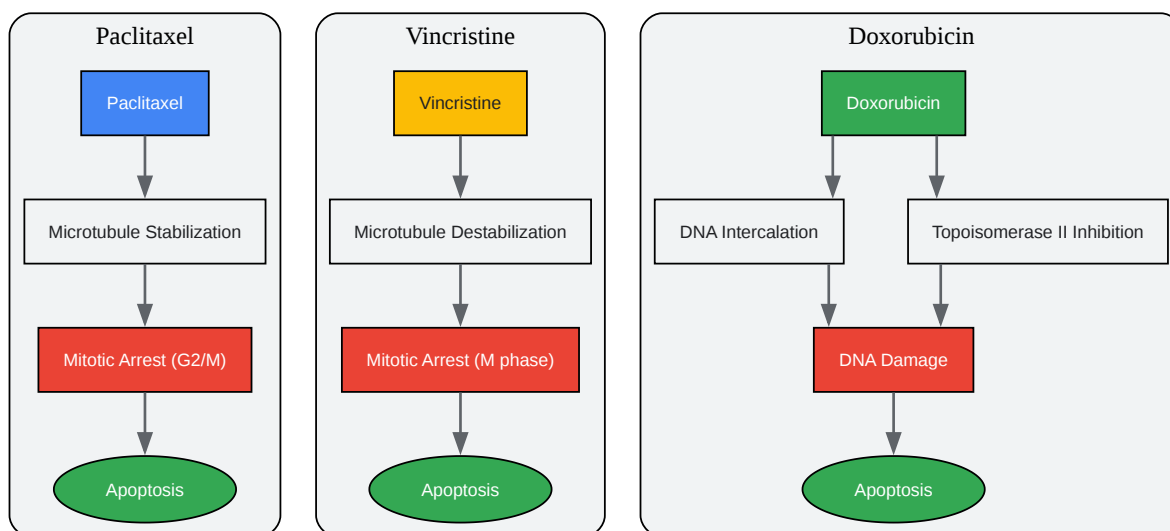 Paclitaxel
Paclitaxel
Microtubule Stabilization
Mitotic Arrest (G2/M)
Apoptosis
Vincristine
Vincristine
Microtubule Destabilization
Mitotic Arrest (M phase)
Apoptosis
Doxorubicin
Doxorubicin
DNA Intercalation
Topoisomerase II Inhibition
DNA Damage
Apoptosis